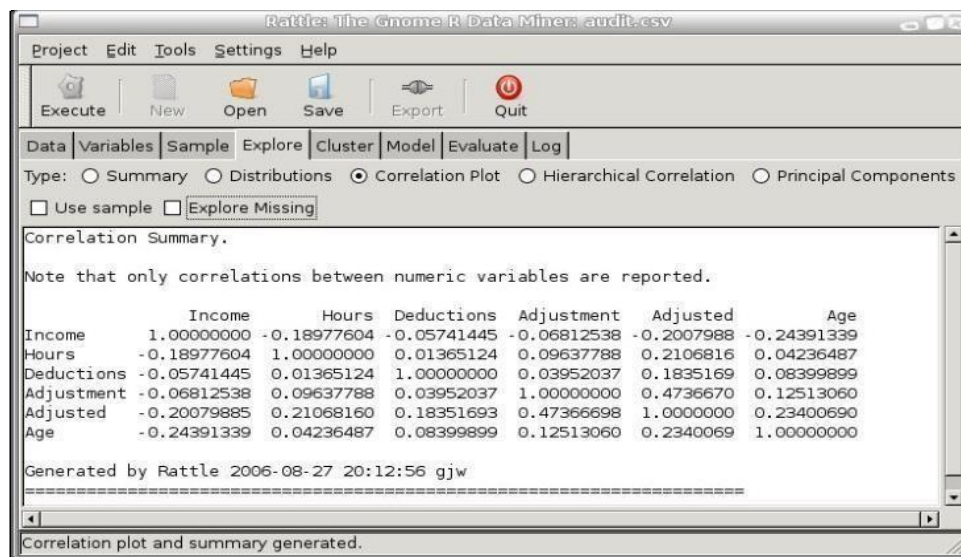 Rattle: The Gnome R Data Miner: audit.csv
Project Edit Tools Settings Help
Execute New Open Save Export Quit
Data Variables Sample Explore Cluster Model Evaluate Log
Type: Summary Distributions Correlation Plot Hierarchical Correlation Principal Components
Use sample Explore Missing
Correlation Summary.
Note that only correlations between numeric variables are reported.
Income Hours Deductions Adjustment Adjusted Age
Income 1.00000000 -0.18977604 -0.05741445 -0.06812538 -0.2007988 -0.24391339
Hours -0.18977604 1.00000000 0.01365124 0.09637788 0.2106816 0.04236487
Deductions -0.05741445 0.01365124 1.00000000 0.03952037 0.1835169 0.08399899
Adjustment -0.06812538 0.09637788 0.03952037 1.00000000 0.4736670 0.12513060
Adjusted -0.20079885 0.21068160 0.18351693 0.47366698 1.0000000 0.23400690
Age -0.24391339 0.04236487 0.08399899 0.12513060 0.2340069 1.00000000
Generated by Rattle 2006-08-27 20:12:56 gjw
======================================================================
Correlation plot and summary generated.